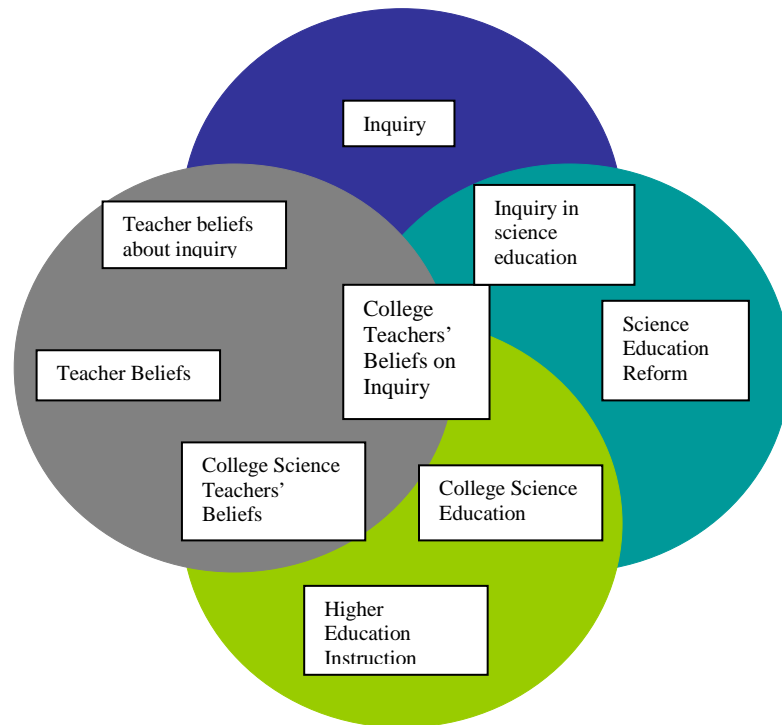 Inquiry
Teacher beliefs
about inquiry
Inquiry in
science
education
College
Teachers’
Beliefs on
Inquiry
Science
Education
Reform
Teacher Beliefs
College Science
Teachers’
Beliefs
College Science
Education
Higher
Education
Instruction